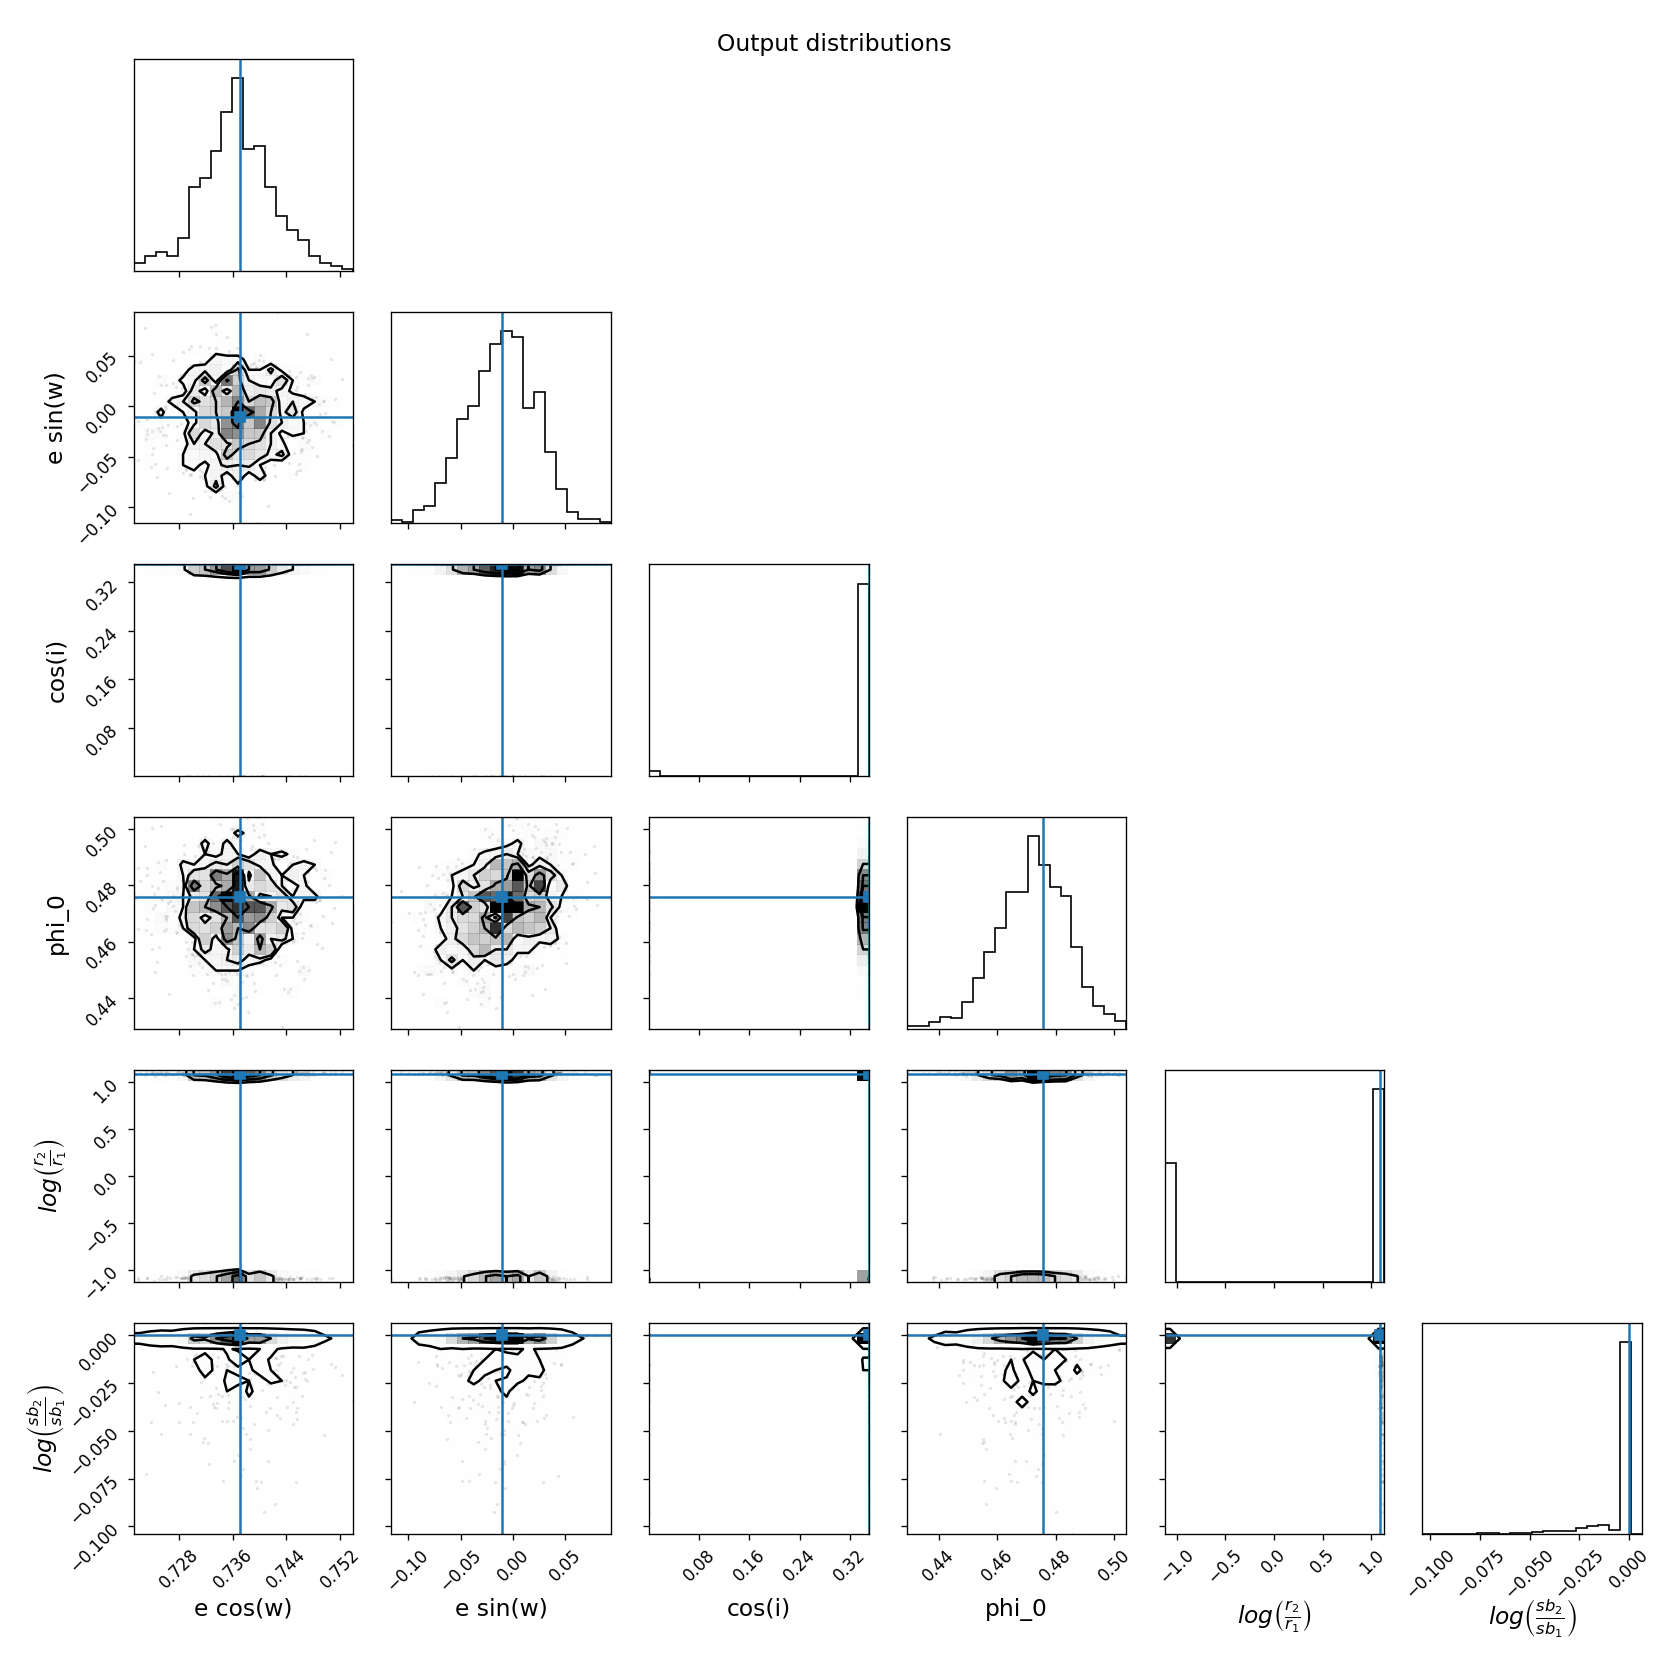 Output distributions
e sin(w)
0.05
0.00
−0.05
−0.10
cos(i)
0.32
0.24
0.16
0.08
phi_0
0.50
0.48
0.46
0.44
log(r₂/r₁)
1.0
0.5
0.0
−0.5
−1.0
log(sb₂/sb₁)
0.000
−0.025
−0.050
−0.075
−0.100
0.728 0.736 0.744 0.752
−0.10 −0.05 0.00 0.05
0.08 0.16 0.24 0.32
0.44 0.46 0.48 0.50
−1.0 −0.5 0.0 0.5 1.0
−0.100 −0.075 −0.050 −0.025 0.000
e cos(w)
e sin(w)
cos(i)
phi_0
log(r₂/r₁)
log(sb₂/sb₁)